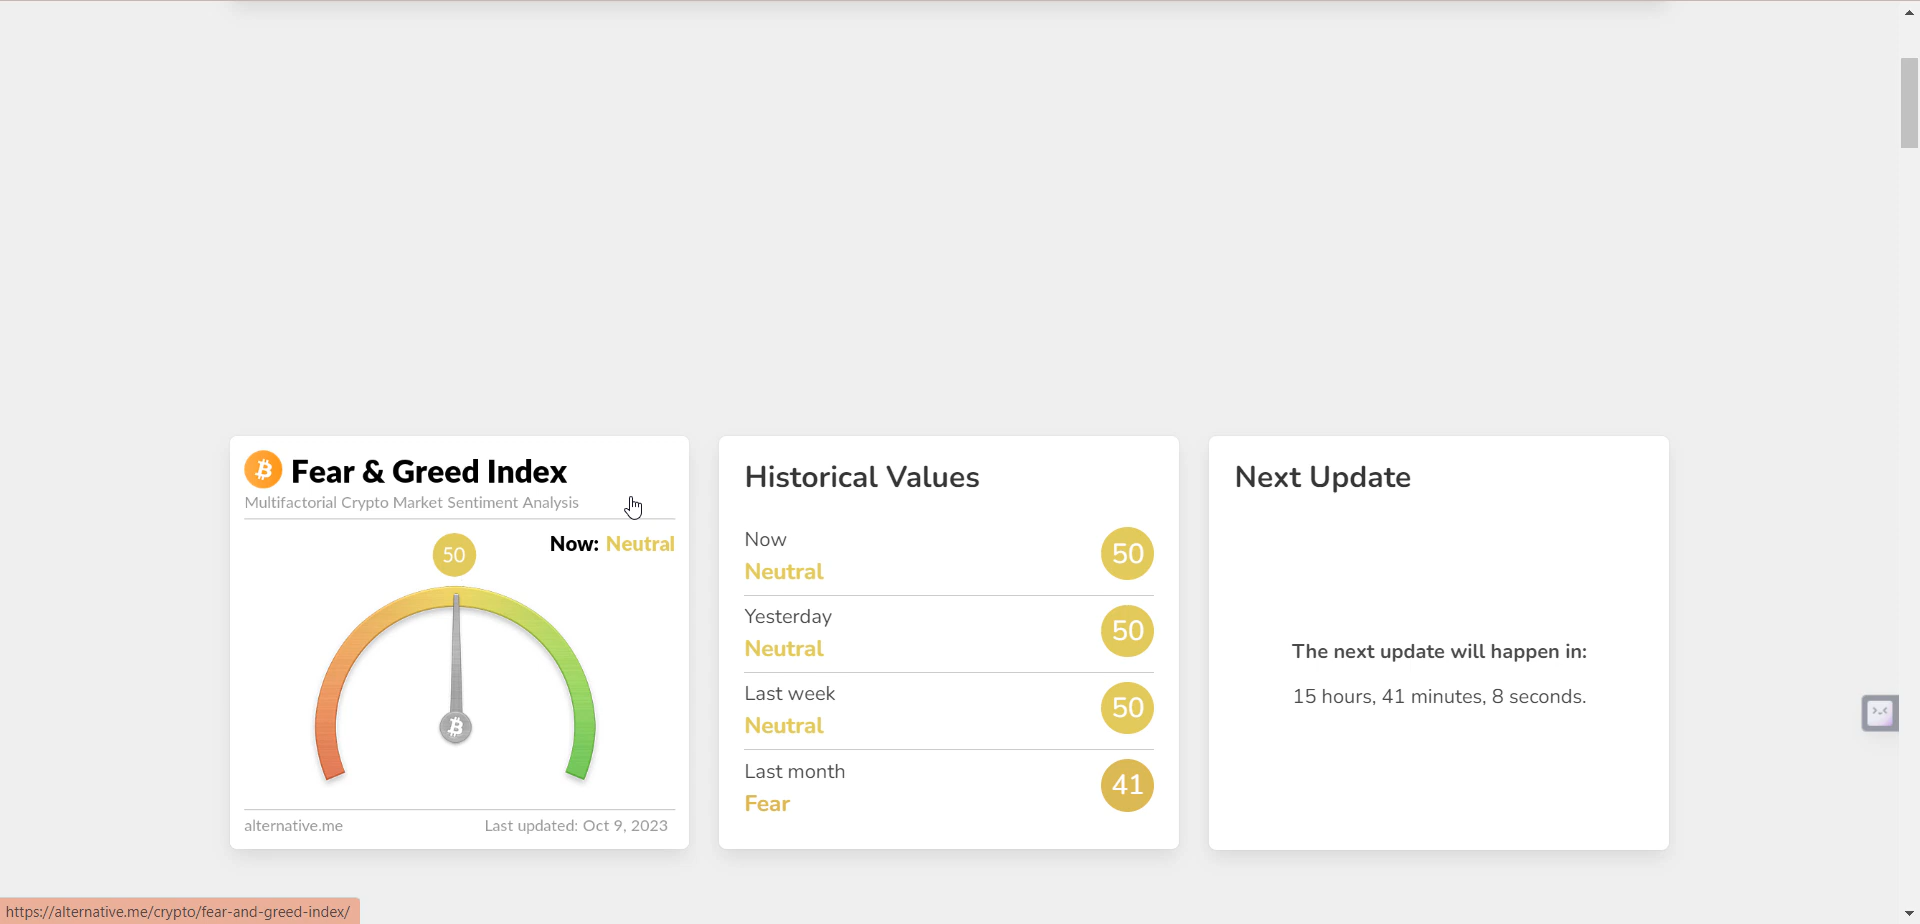 Fear & Greed Index
Multifactorial Crypto Market Sentiment Analysis
Now: Neutral
50
alternative.me
Last updated: Oct 9, 2023
Historical Values
Now
Neutral
50
Yesterday
Neutral
50
Last week
Neutral
50
Last month
Fear
41
Next Update
The next update will happen in:
15 hours, 41 minutes, 8 seconds.
https://alternative.me/crypto/fear-and-greed-index/